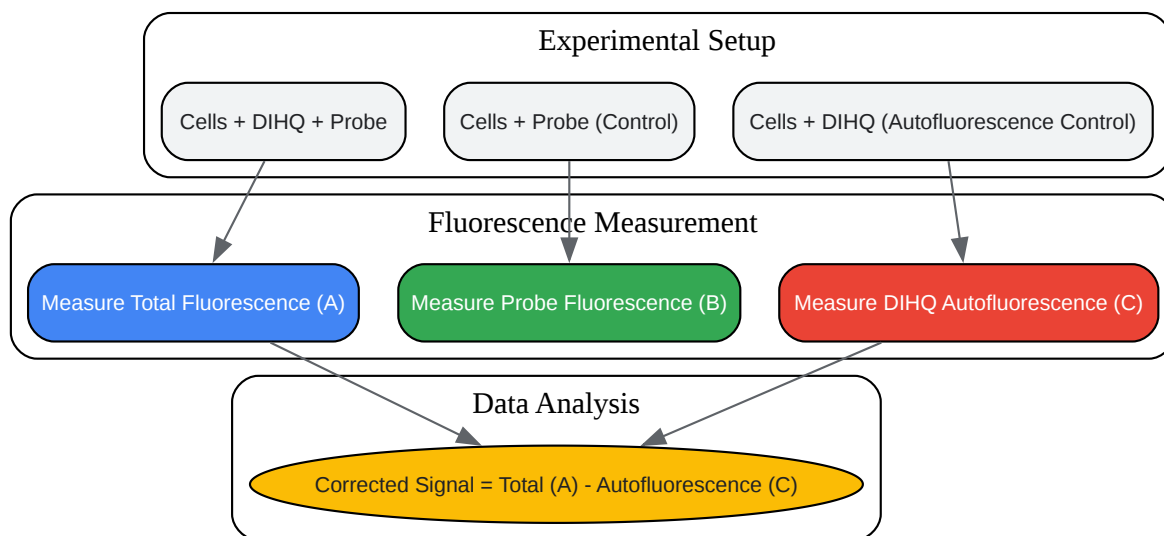 Experimental Setup
Cells + DIHQ + Probe
Cells + Probe (Control)
Cells + DIHQ (Autofluorescence Control)
Fluorescence Measurement
Measure Total Fluorescence (A)
Measure Probe Fluorescence (B)
Measure DIHQ Autofluorescence (C)
Data Analysis
Corrected Signal = Total (A) - Autofluorescence (C)